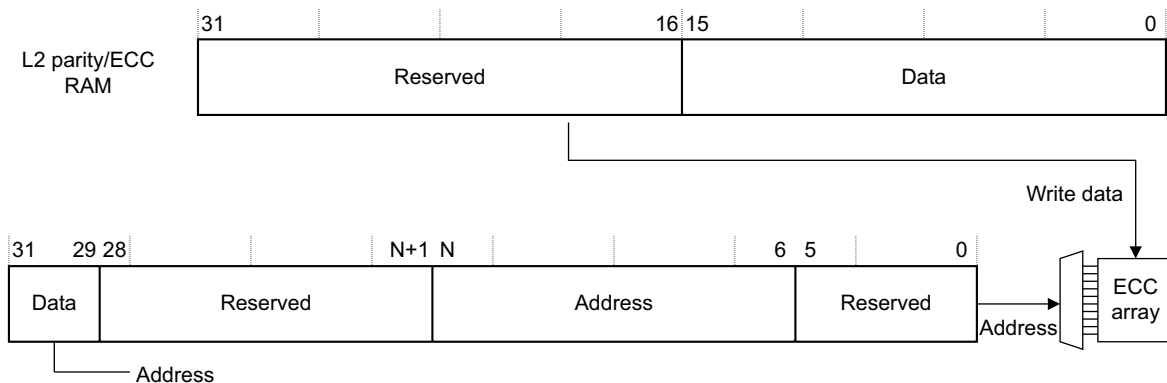 31 16 15 0
L2 parity/ECC
RAM
Reserved Data
Write data
31 29 28 N+1 N 6 5 0
Data Reserved Address Reserved
ECC
array
Address
Address